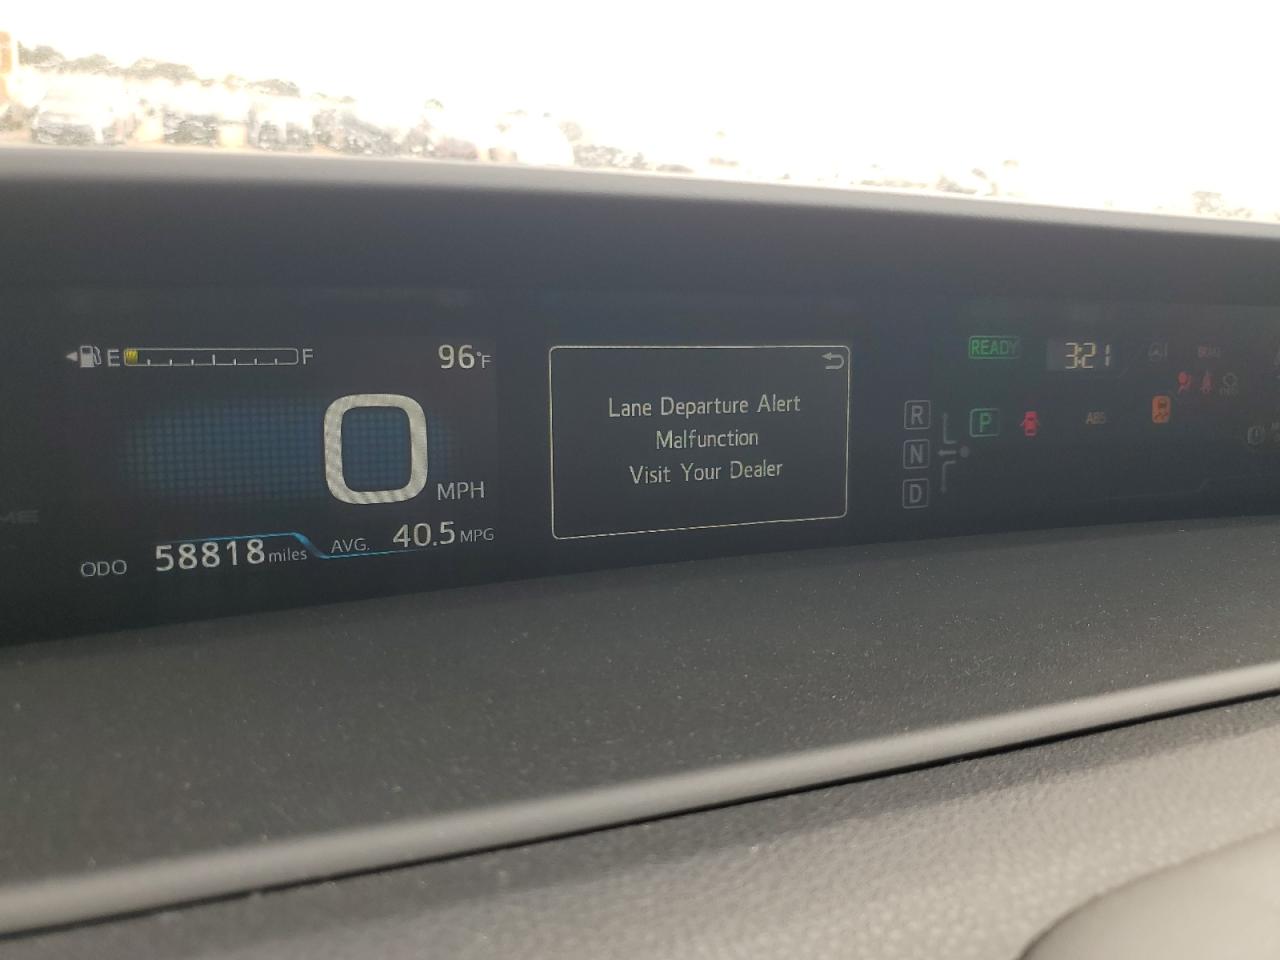 E F
96°F
0
MPH
ODO 58818 miles AVG. 40.5 MPG
Lane Departure Alert
Malfunction
Visit Your Dealer
READY 3:21
R P ABS
N
D